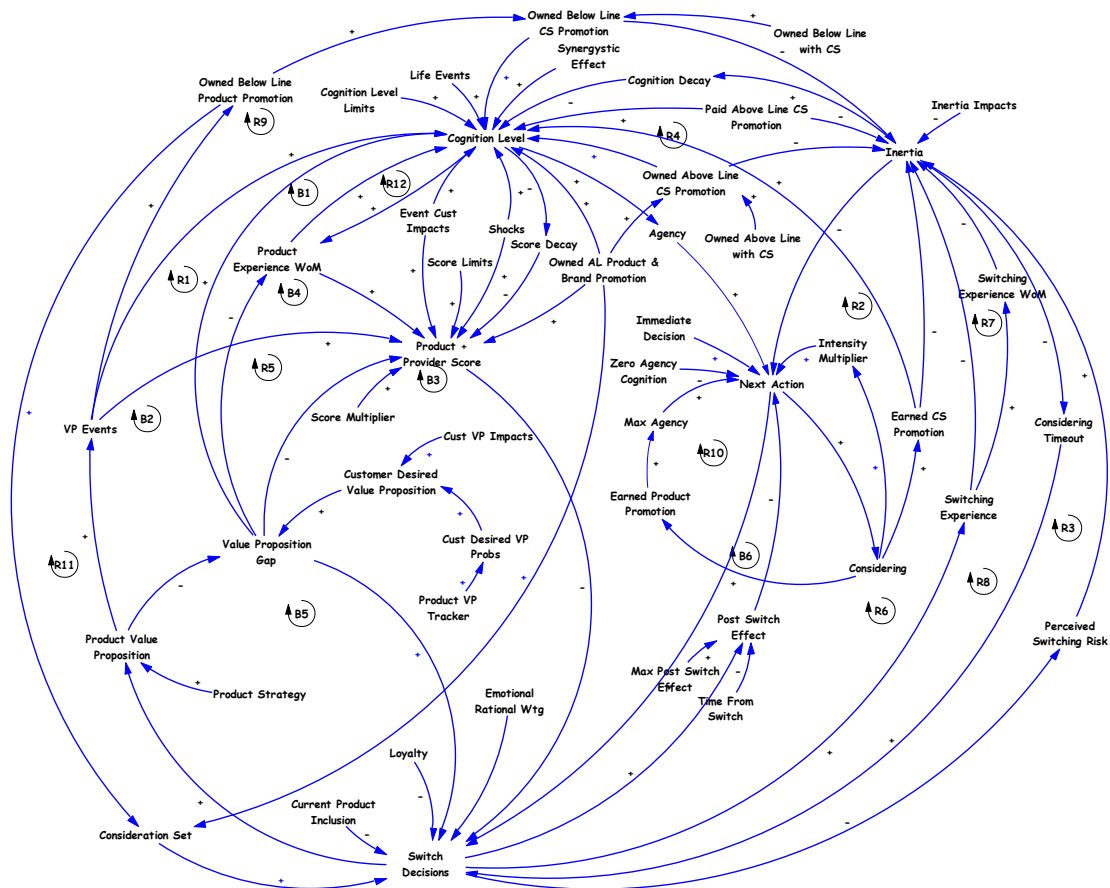 Owned Below Line
CS Promotion
Owned Below Line
with CS
Synergystic
Effect
Life Events
Cognition Decay
Owned Below Line
Product Promotion
Cognition Level
Limits
Paid Above Line CS
Promotion
Inertia Impacts
R9
R4
Cognition Level
Inertia
R12
B1
Owned Above Line
CS Promotion
Event Cust
Impacts
Shocks
Agency
Owned Above Line
with CS
Score Decay
Product
Experience WoM
Score Limits
Owned AL Product &
Brand Promotion
R1
B4
Switching
Experience WoM
R2
R7
Immediate
Decision
Intensity
Multiplier
Product
Provider Score
R5
B3
Zero Agency
Cognition
Next Action
Score Multiplier
B2
VP Events
Max Agency
Earned CS
Promotion
Considering
Timeout
Cust VP Impacts
R10
Customer Desired
Value Proposition
Earned Product
Promotion
Switching
Experience
R3
Value Proposition
Gap
Cust Desired VP
Probs
B6
R11
Considering
R8
Product VP
Tracker
B5
R6
Product Value
Proposition
Post Switch
Effect
Perceived
Switching Risk
Product Strategy
Max Post Switch
Effect
Emotional
Rational Wtg
Time From
Switch
Loyalty
Current Product
Inclusion
Consideration Set
Switch
Decisions